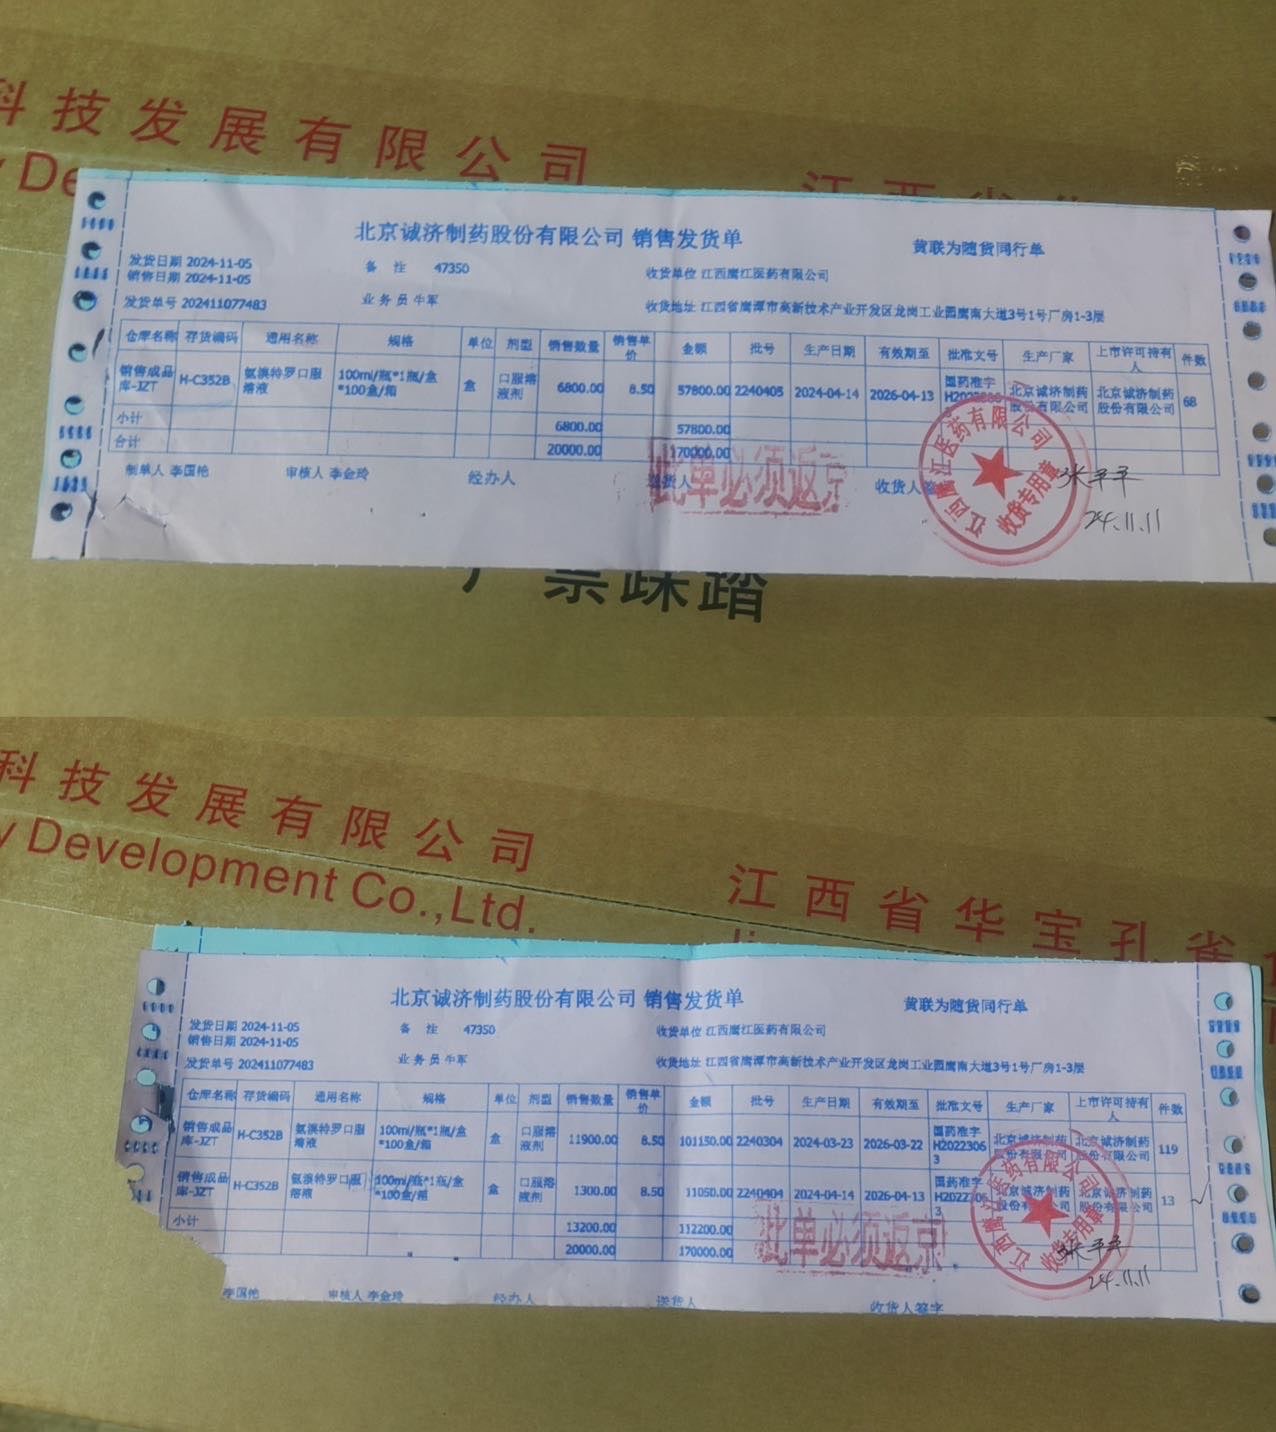 科技发展有限公司
北京诚济制药股份有限公司 销售发货单
黄联为随货同行单
发货日期 2024-11-05
销售日期 2024-11-05
备 注 47350
收货单位 江西鹰江医药有限公司
发货单号 202411077483
业务员 牛军
收货地址 江西省鹰潭市高新技术产业开发区龙岗工业园鹰南大道3号1号厂房1-3层
仓库名称 存货编码 通用名称 规格 单位 剂型 销售数量 销售单价 金额 批号 生产日期 有效期至 批准文号 生产厂家 上市许可持有人 件数
销售成品库-JZT H-C352B 氨溴特罗口服溶液 100ml/瓶*1瓶/盒*100盒/箱 盒 口服溶液剂 6800.00 8.50 57800.00 2240405 2024-04-14 2026-04-13 国药准字 北京诚济制药股份有限公司 北京诚济制药股份有限公司 68
小计 6800.00 57800.00
合计 20000.00 170000.00
制单人 李国艳 审核人 李金玲 经办人 收货人
此单必须返京
江西鹰江医药有限公司
收货专用章
24.11.11
严禁踩踏
科技发展有限公司
y Development Co.,Ltd.
江西省华宝孔雀
北京诚济制药股份有限公司 销售发货单
黄联为随货同行单
发货日期 2024-11-05
销售日期 2024-11-05
备 注 47350
收货单位 江西鹰江医药有限公司
发货单号 202411077483
业务员 牛军
收货地址 江西省鹰潭市高新技术产业开发区龙岗工业园鹰南大道3号1号厂房1-3层
仓库名称 存货编码 通用名称 规格 单位 剂型 销售数量 销售单价 金额 批号 生产日期 有效期至 批准文号 生产厂家 上市许可持有人 件数
销售成品库-JZT H-C352B 氨溴特罗口服溶液 100ml/瓶*1瓶/盒*100盒/箱 盒 口服溶液剂 11900.00 8.50 101150.00 2240304 2024-03-23 2026-03-22 国药准字H20223063 北京诚济制药股份有限公司 北京诚济制药股份有限公司 119
销售成品库-JZT H-C352B 氨溴特罗口服溶液 100ml/瓶*1瓶/盒*100盒/箱 盒 口服溶液剂 1300.00 8.50 11050.00 2240404 2024-04-14 2026-04-13 国药准字 北京诚济制药股份有限公司 北京诚济制药股份有限公司 13
小计 13200.00 112200.00
20000.00 170000.00
李国艳 审核人 李金玲 经办人 送货人 收货人签字
此单必须返京
江西鹰江医药有限公司
收货专用章
24.11.11